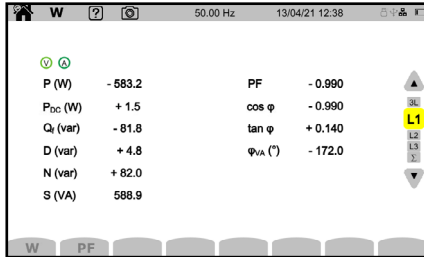 W ? 50.00 Hz 13/04/21 12:38
V A
P (W) - 583.2 PF - 0.990
PDC (W) + 1.5 cos φ - 0.990
Qf (var) - 81.8 tan φ + 0.140
D (var) + 4.8 φVA (°) - 172.0
N (var) + 82.0
S (VA) 588.9
3L
L1
L2
L3
Σ
W PF